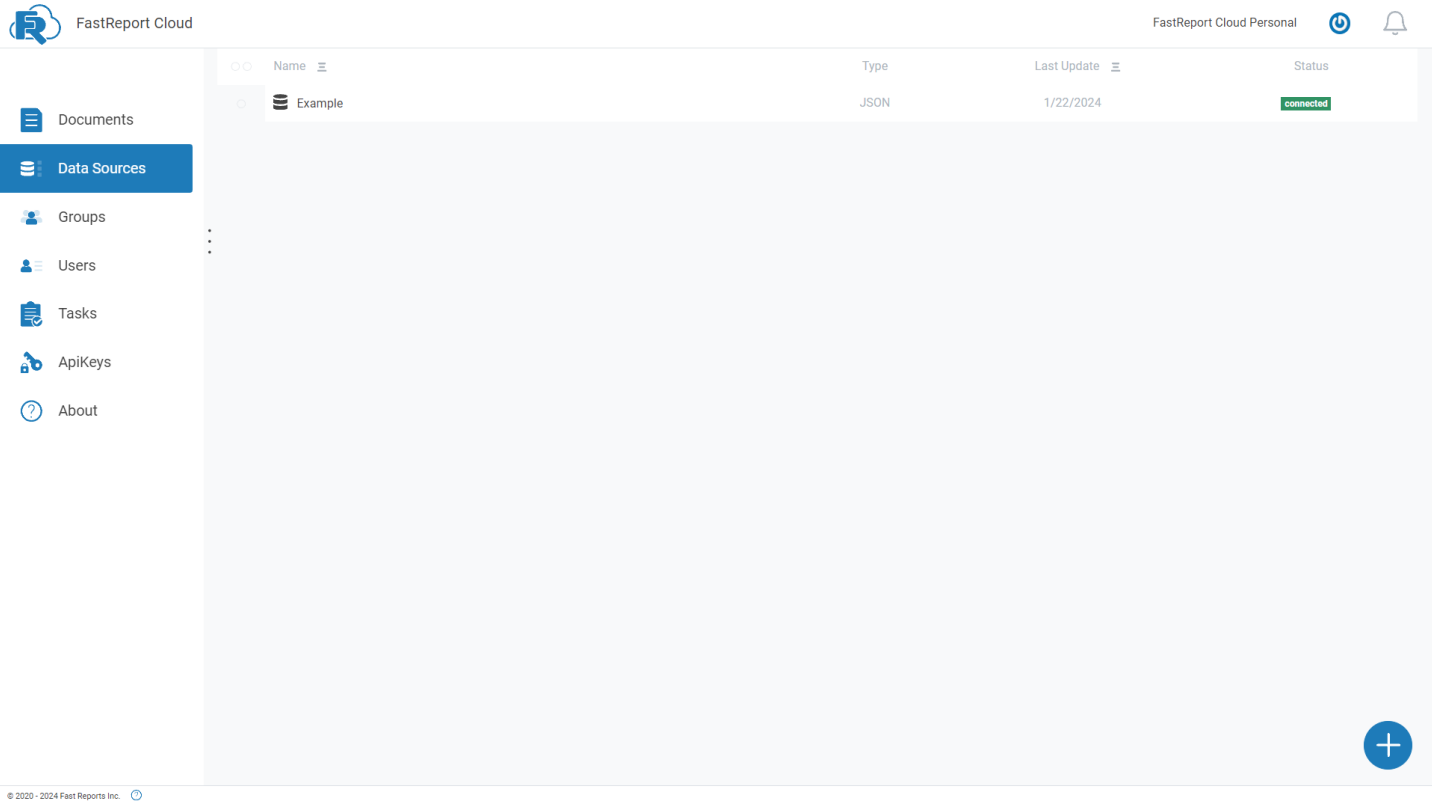 FastReport Cloud
FastReport Cloud Personal
Name
Type
Last Update
Status
Example
JSON
1/22/2024
connected
Documents
Data Sources
Groups
Users
Tasks
ApiKeys
About
© 2020 - 2024 Fast Reports Inc.